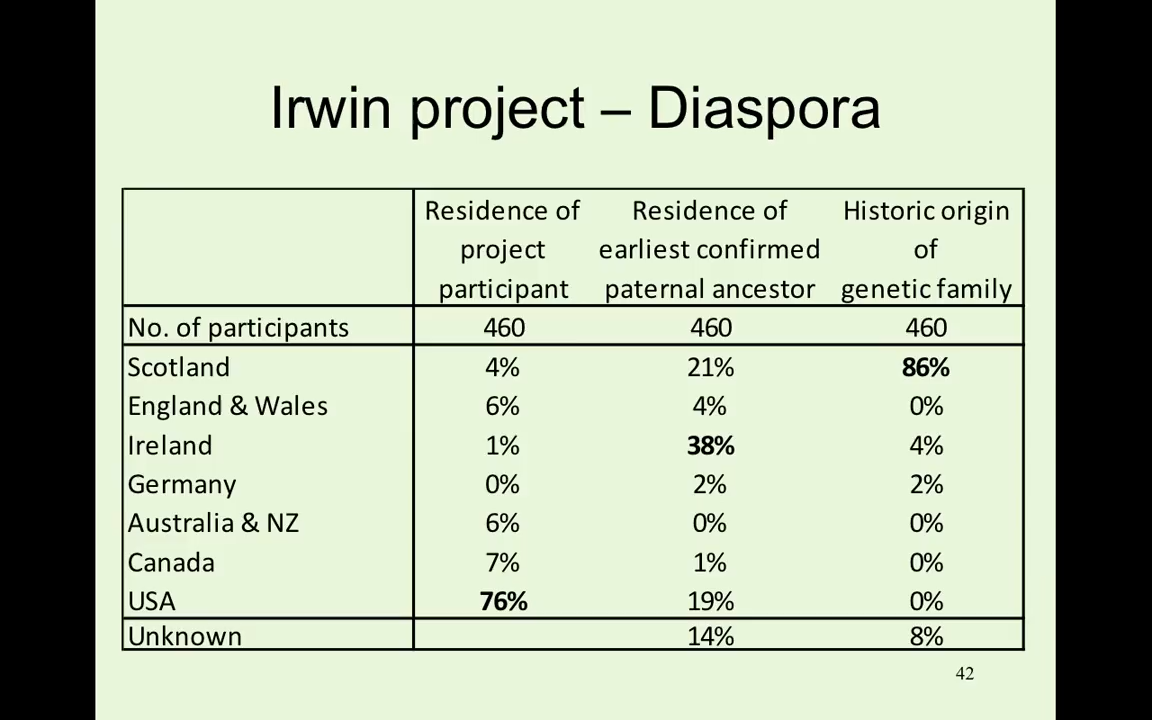 Irwin project – Diaspora
Residence of project participant Residence of earliest confirmed paternal ancestor Historic origin of genetic family
No. of participants 460 460 460
Scotland 4% 21% 86%
England & Wales 6% 4% 0%
Ireland 1% 38% 4%
Germany 0% 2% 2%
Australia & NZ 6% 0% 0%
Canada 7% 1% 0%
USA 76% 19% 0%
Unknown 14% 8%
42